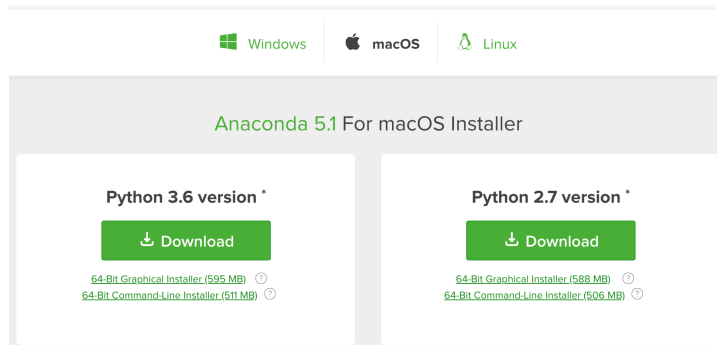 Windows macOS Linux
Anaconda 5.1 For macOS Installer
Python 3.6 version *
Download
64-Bit Graphical Installer (595 MB) ?
64-Bit Command-Line Installer (511 MB) ?
Python 2.7 version *
Download
64-Bit Graphical Installer (588 MB) ?
64-Bit Command-Line Installer (506 MB) ?